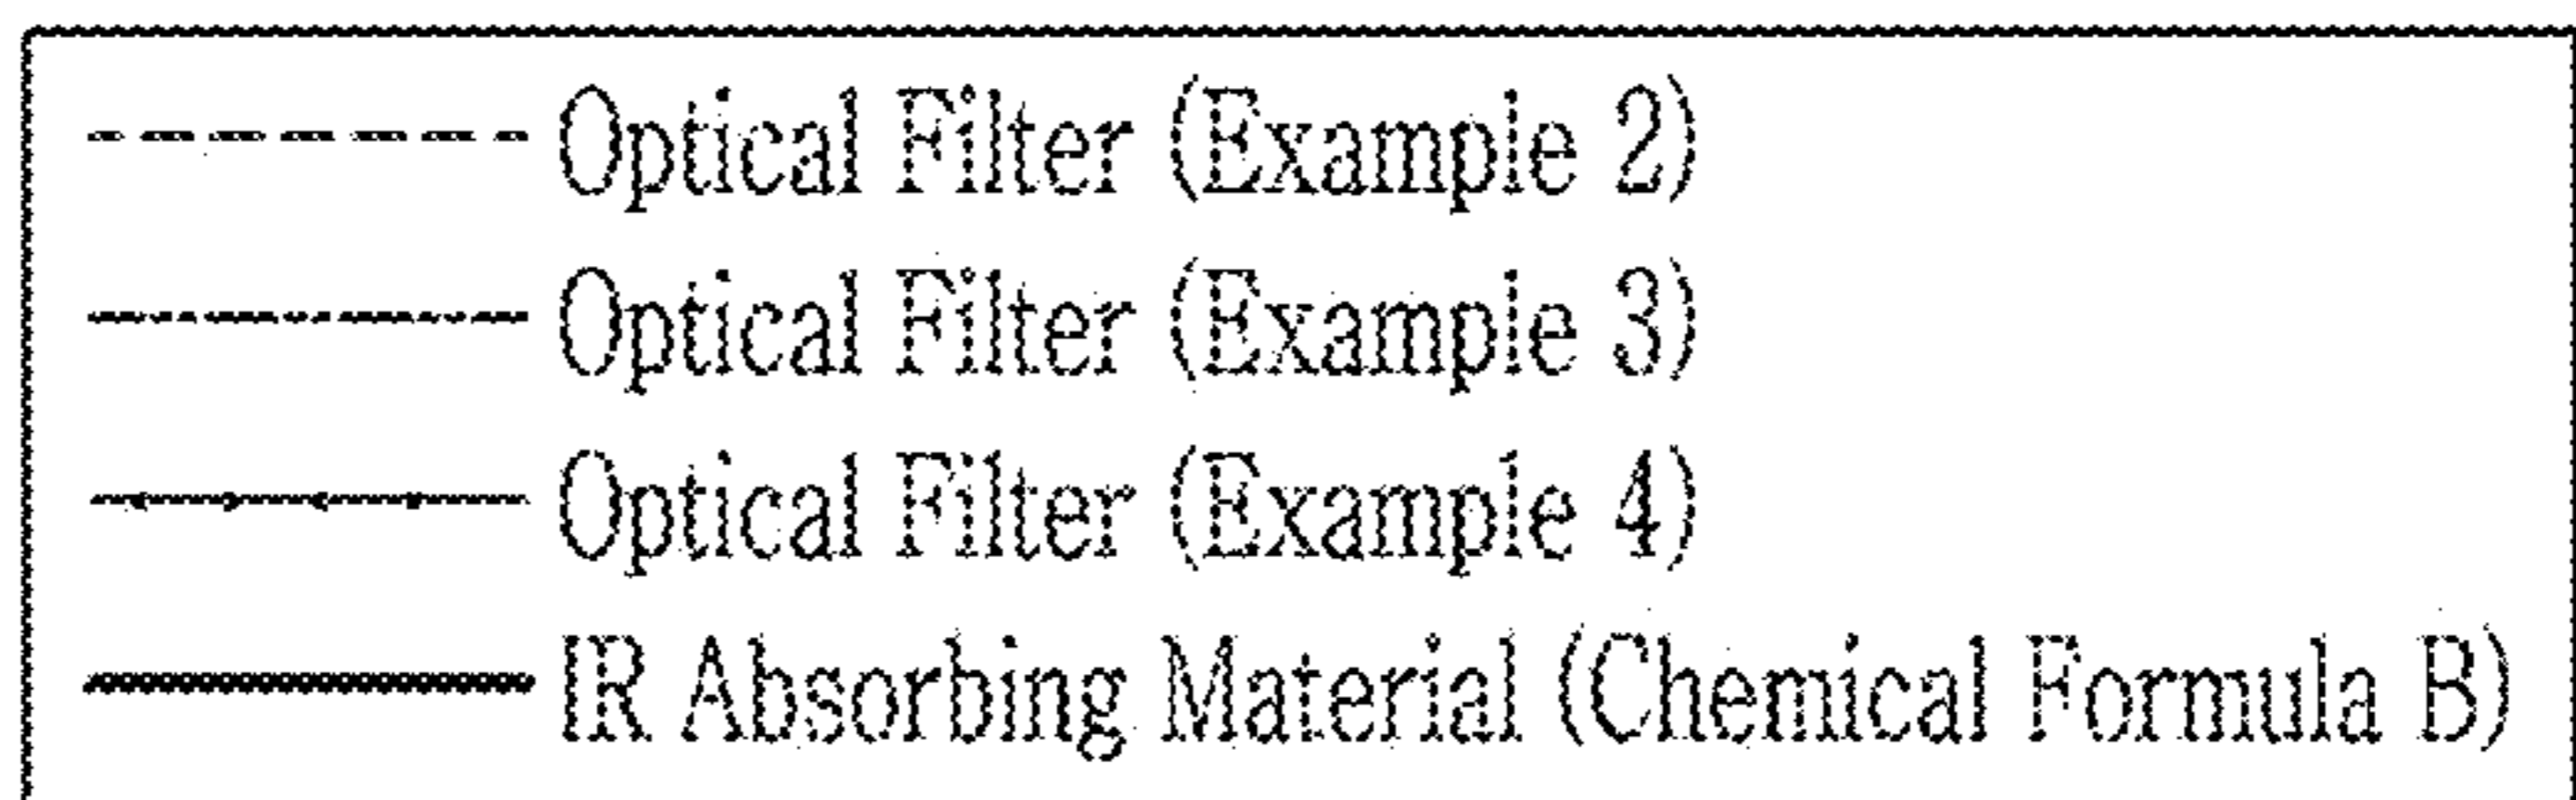 Optical Filter (Example 2)
Optical Filter (Example 3)
Optical Filter (Example 4)
IR Absorbing Material (Chemical Formula B)